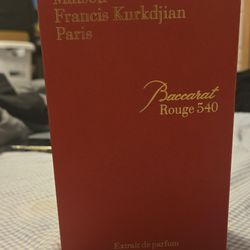 Maison
Francis Kurkdjian
Paris
Baccarat
Rouge 540
Extrait de parfum